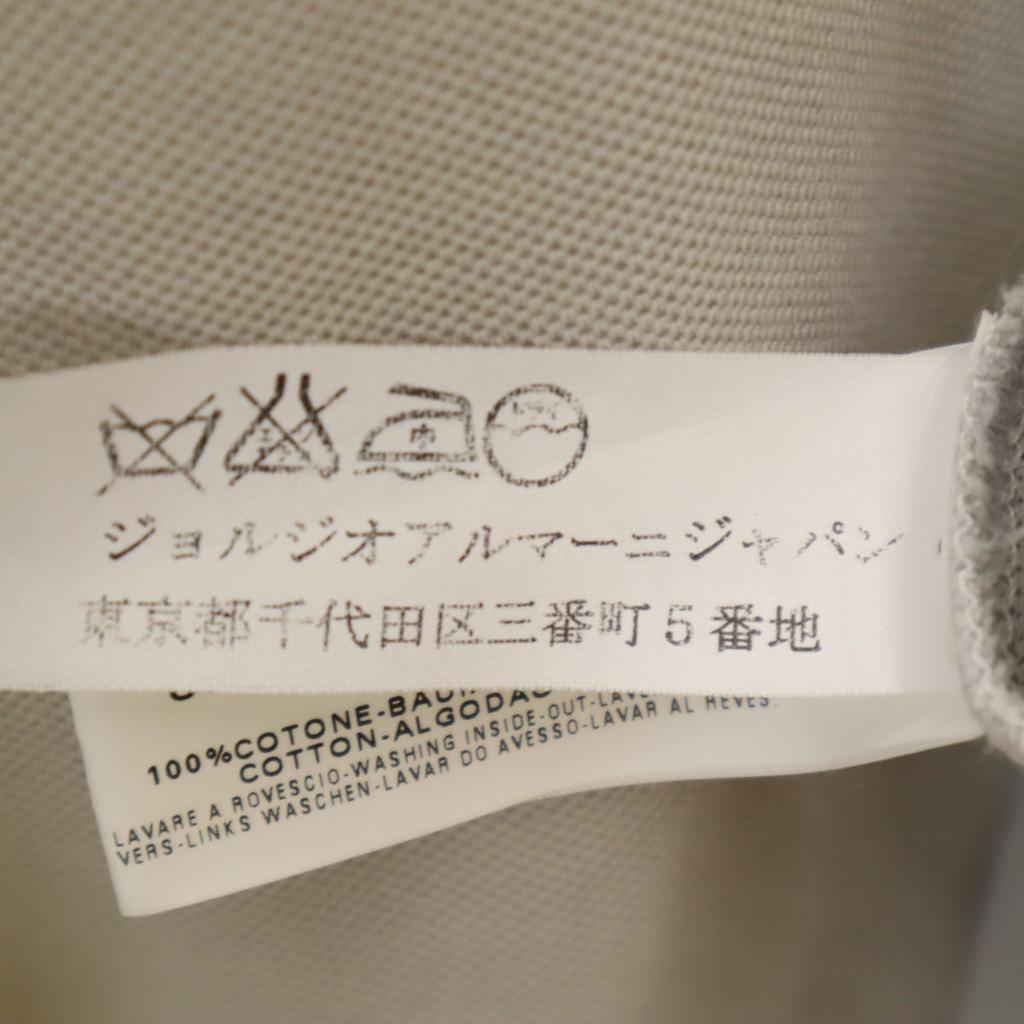 中
ジョルジオアルマーニジャパン
東京都千代田区三番町5番地
100%COTONE-BAU
COTTON-ALGODAO
LAVARE A ROVESCIO-WASHING INSIDE-OUT-LAV
VERS-LINKS WASCHEN-LAVAR DO AVESSO-LAVAR AL REVES.